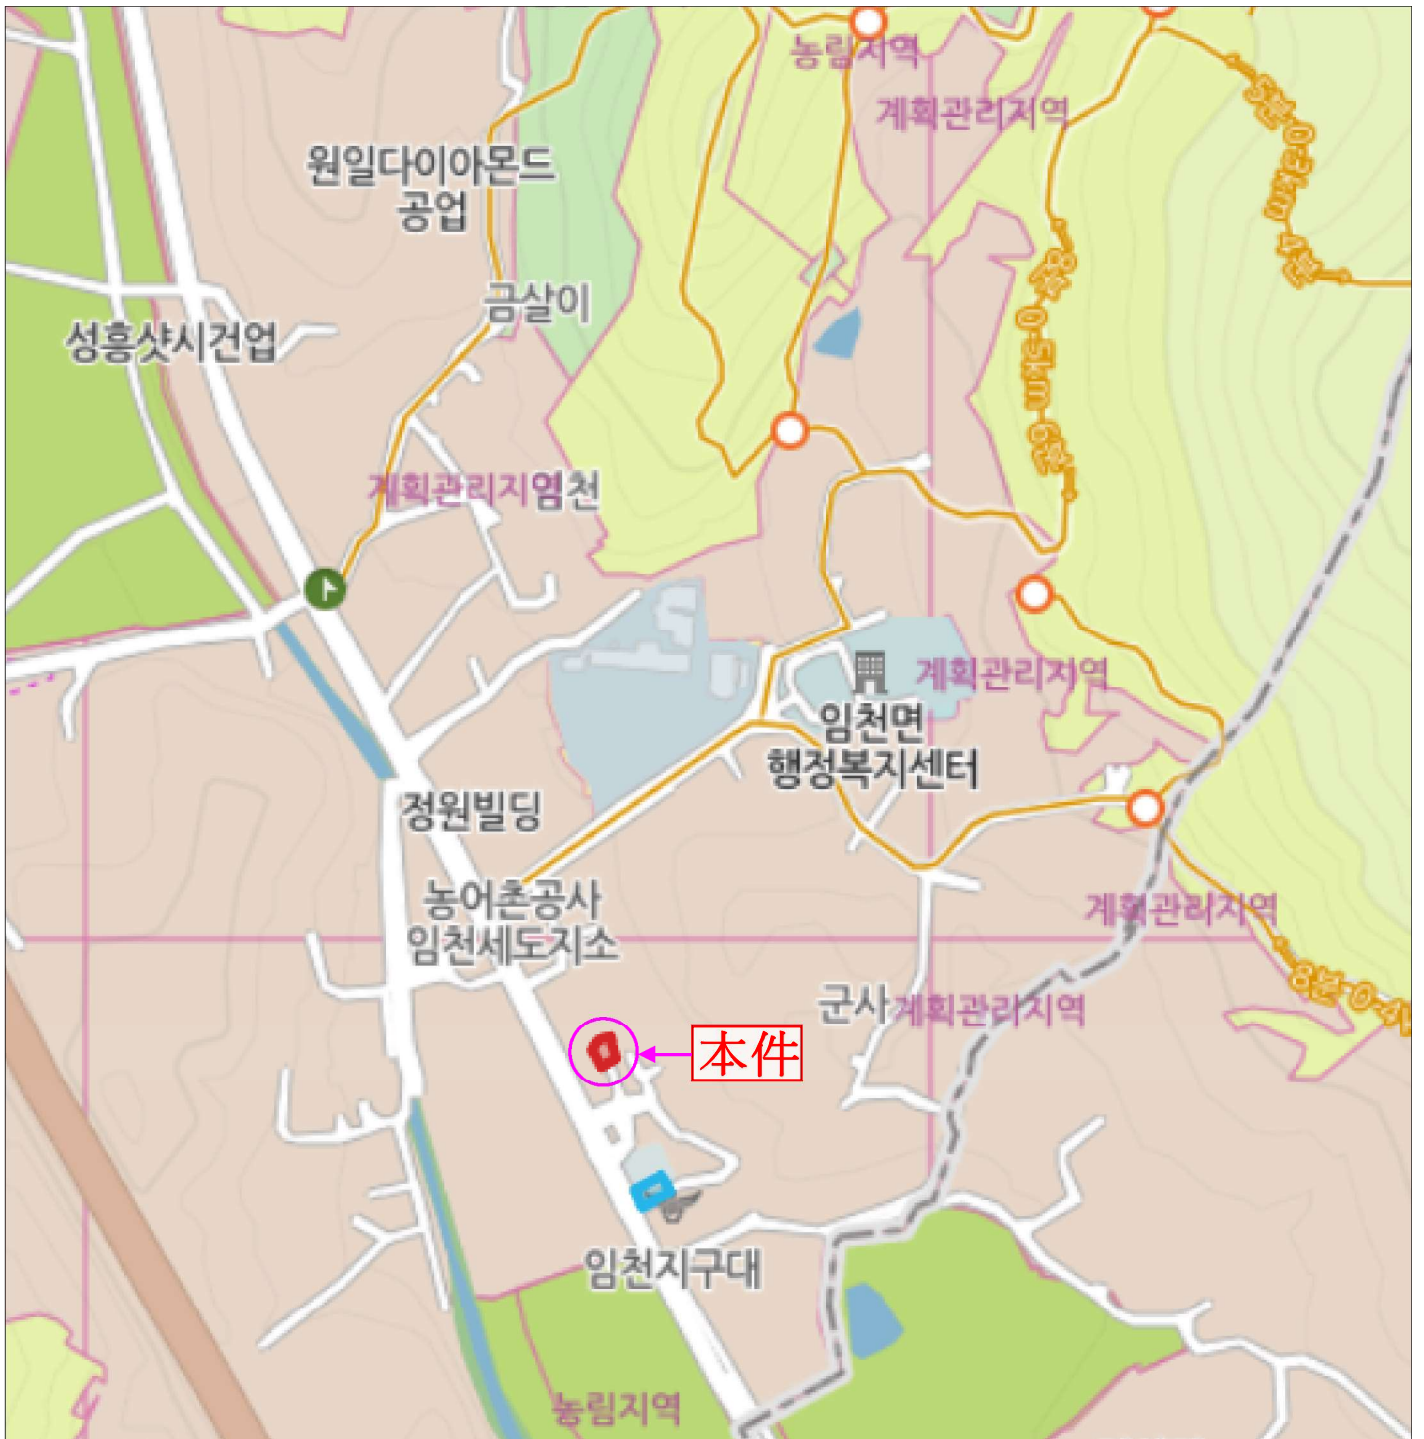 농림지역
계획관리지역
원일다이아몬드
공업
금살이
성흥샷시건업
계획관리지역
염천
계획관리지역
임천면
행정복지센터
정원빌딩
농어촌공사
임천세도지소
계획관리지역
군사
계획관리지역
本件
임천지구대
농림지역